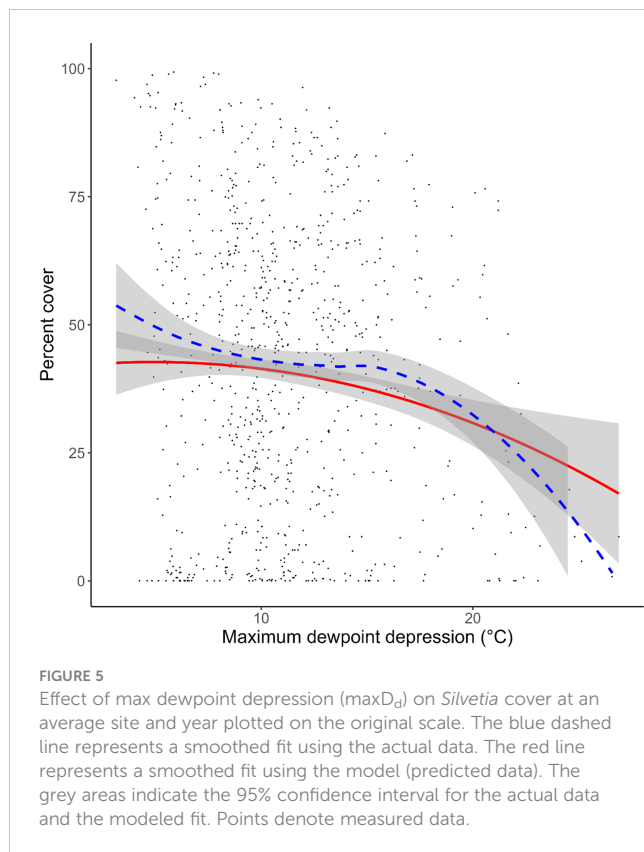 100
75
50
25
0
Percent cover
10
20
Maximum dewpoint depression (°C)
FIGURE 5
Effect of max dewpoint depression (maxDd) on Silvetia cover at an
average site and year plotted on the original scale. The blue dashed
line represents a smoothed fit using the actual data. The red line
represents a smoothed fit using the model (predicted data). The
grey areas indicate the 95% confidence interval for the actual data
and the modeled fit. Points denote measured data.